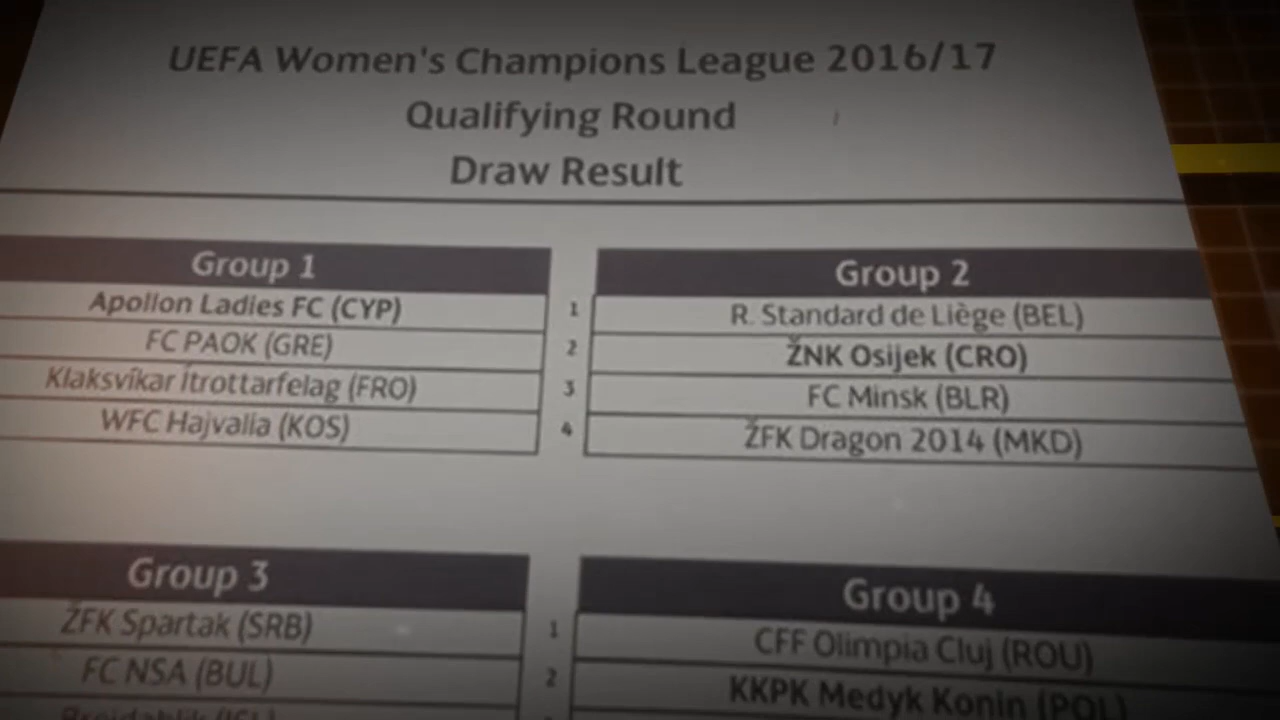 UEFA Women's Champions League 2016/17
Qualifying Round
Draw Result
Group 1
Apollon Ladies FC (CYP)
FC PAOK (GRE)
Klaksvíkar Ítrottarfelag (FRO)
WFC Hajvalia (KOS)
1
2
3
4
Group 2
R. Standard de Liège (BEL)
ŽNK Osijek (CRO)
FC Minsk (BLR)
ŽFK Dragon 2014 (MKD)
Group 3
ŽFK Spartak (SRB)
FC NSA (BUL)
Breidablik (ISL)
1
2
Group 4
CFF Olimpia Cluj (ROU)
KKPK Medyk Konin (POL)